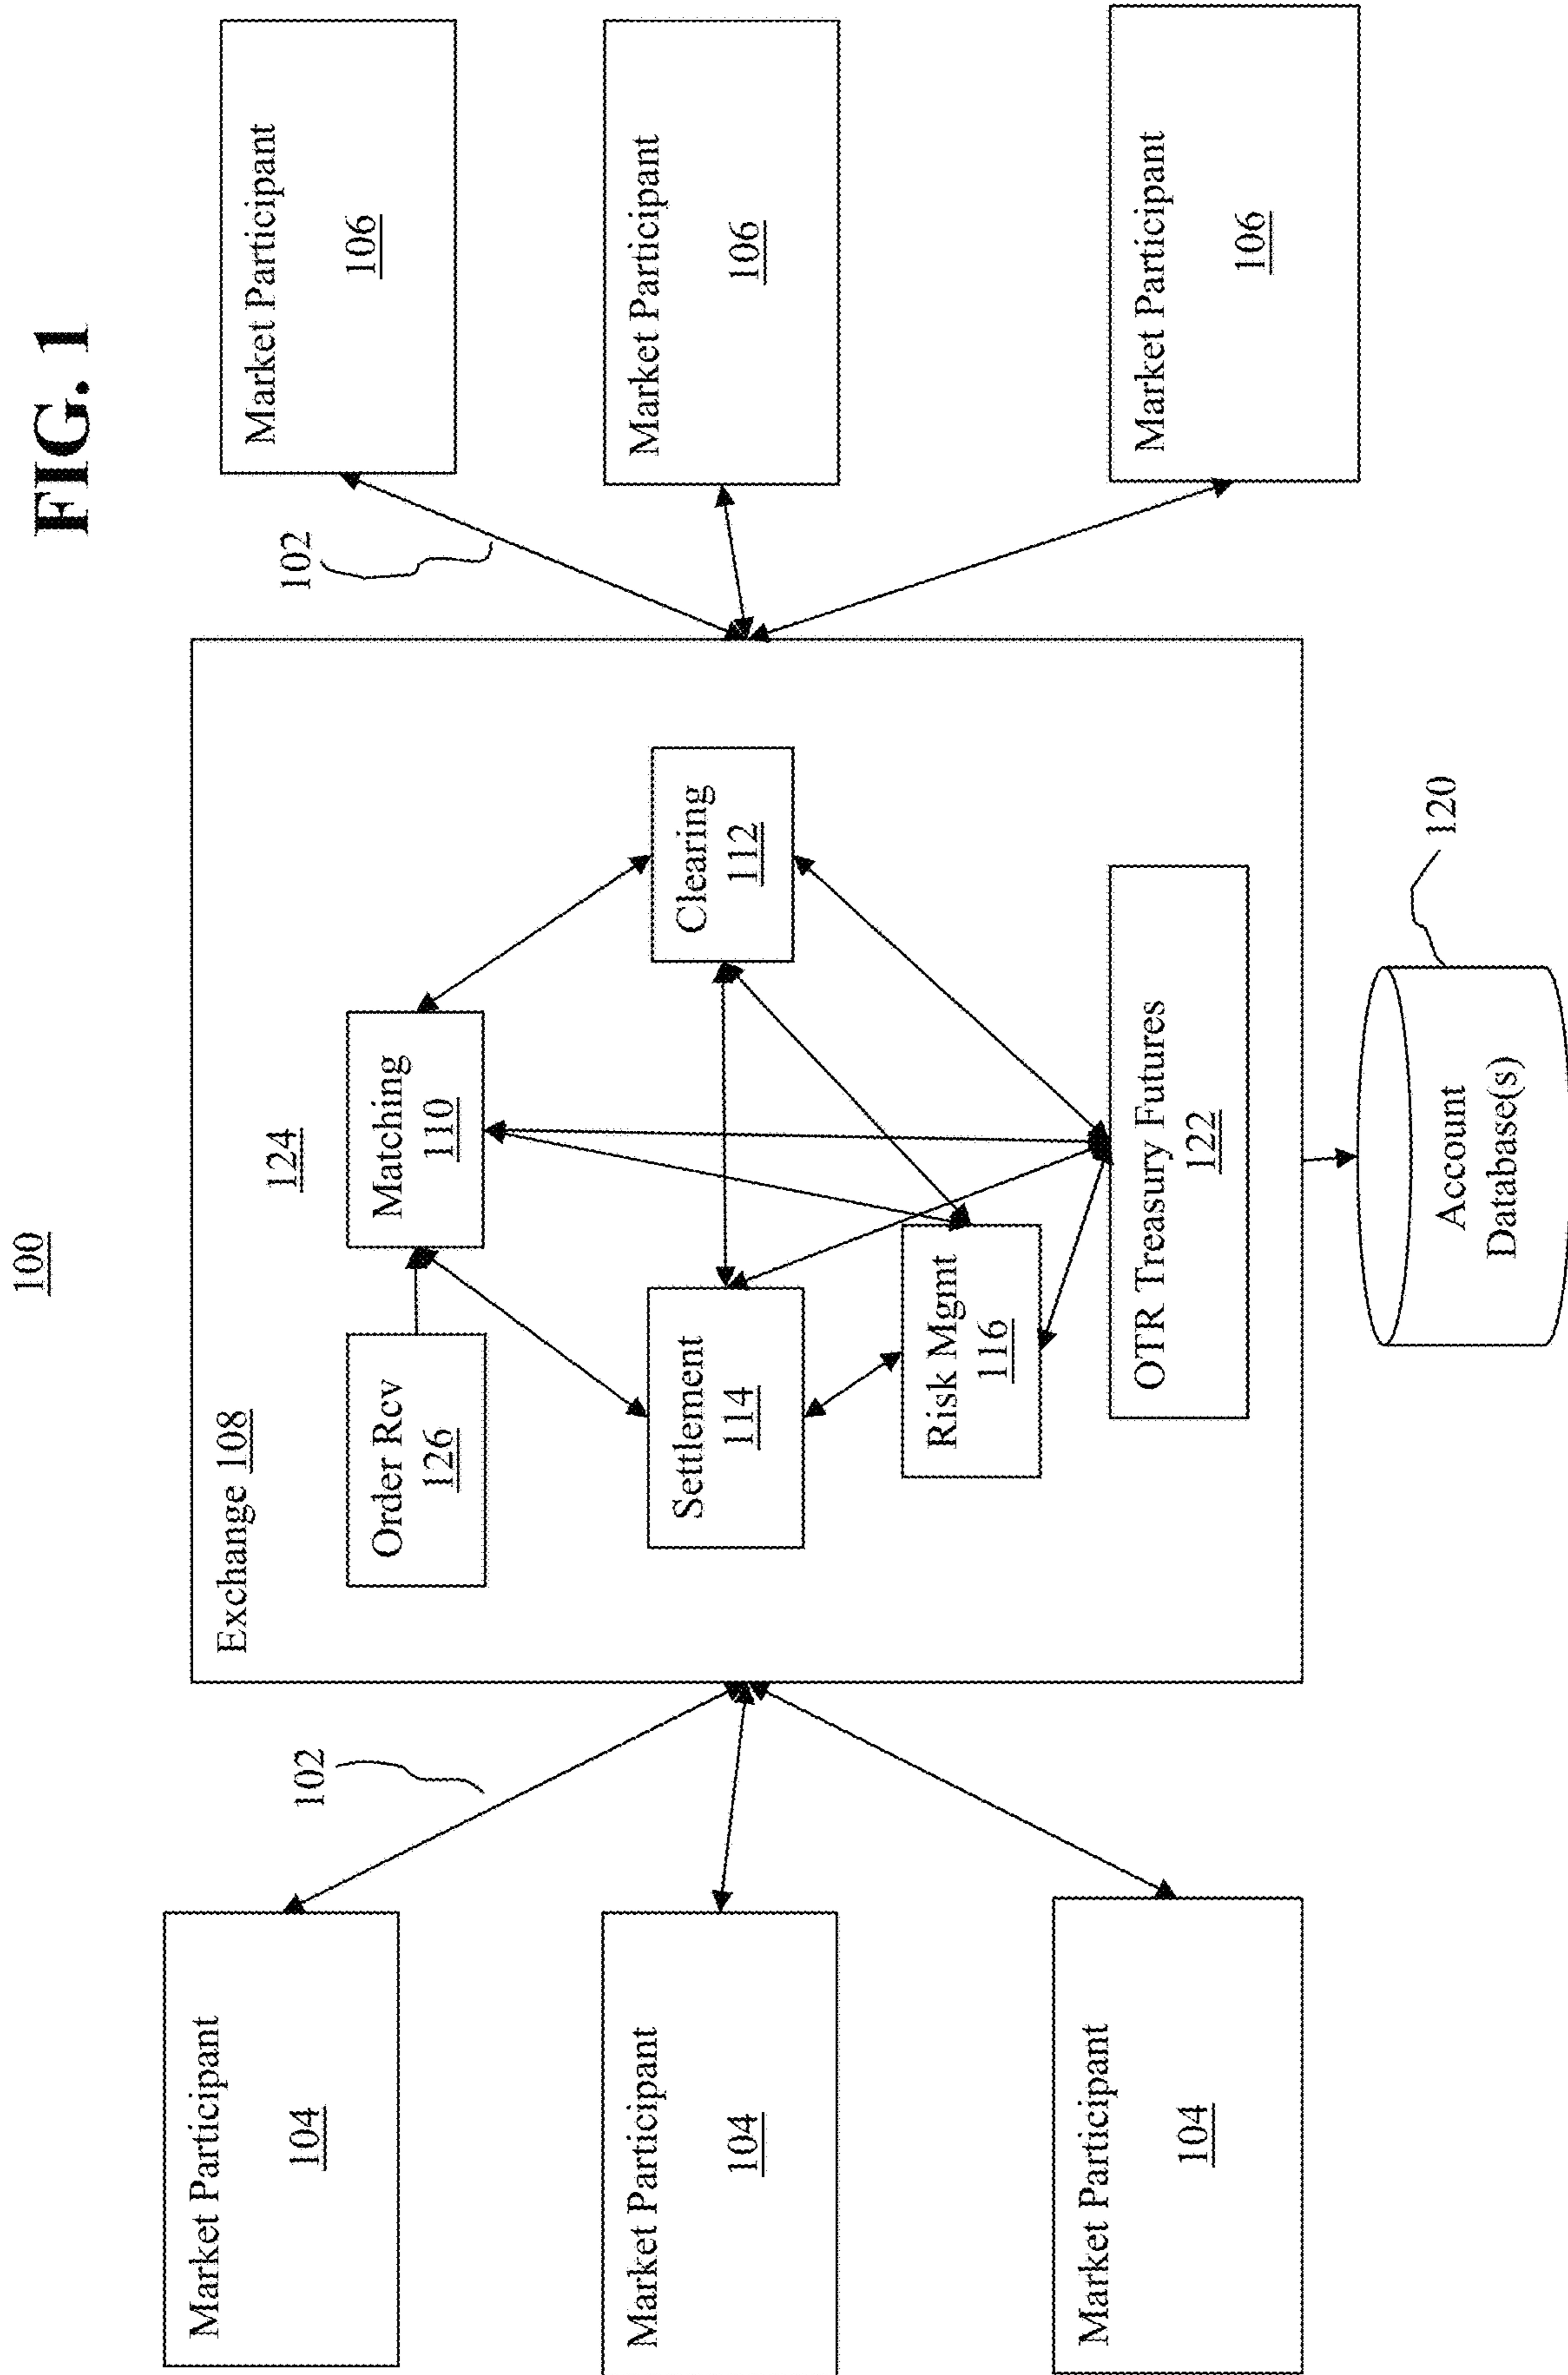 100
FIG. 1
Market Participant
104
Market Participant
104
Market Participant
104
102
Exchange 108
124
Order Rcv
126
Matching
110
Settlement
114
Clearing
112
Risk Mgmt
116
OTR Treasury Futures
122
Account
Database(s)
120
102
Market Participant
106
Market Participant
106
Market Participant
106